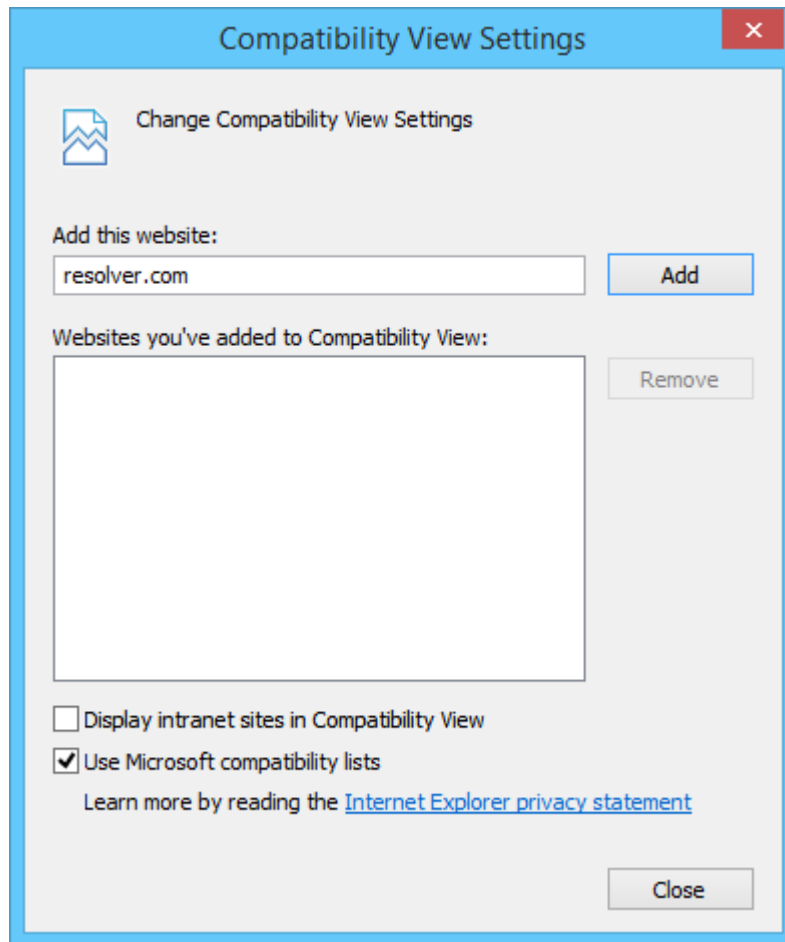 Compatibility View Settings
Change Compatibility View Settings
Add this website:
resolver.com
Add
Websites you've added to Compatibility View:
Remove
Display intranet sites in Compatibility View
Use Microsoft compatibility lists
Learn more by reading the Internet Explorer privacy statement
Close